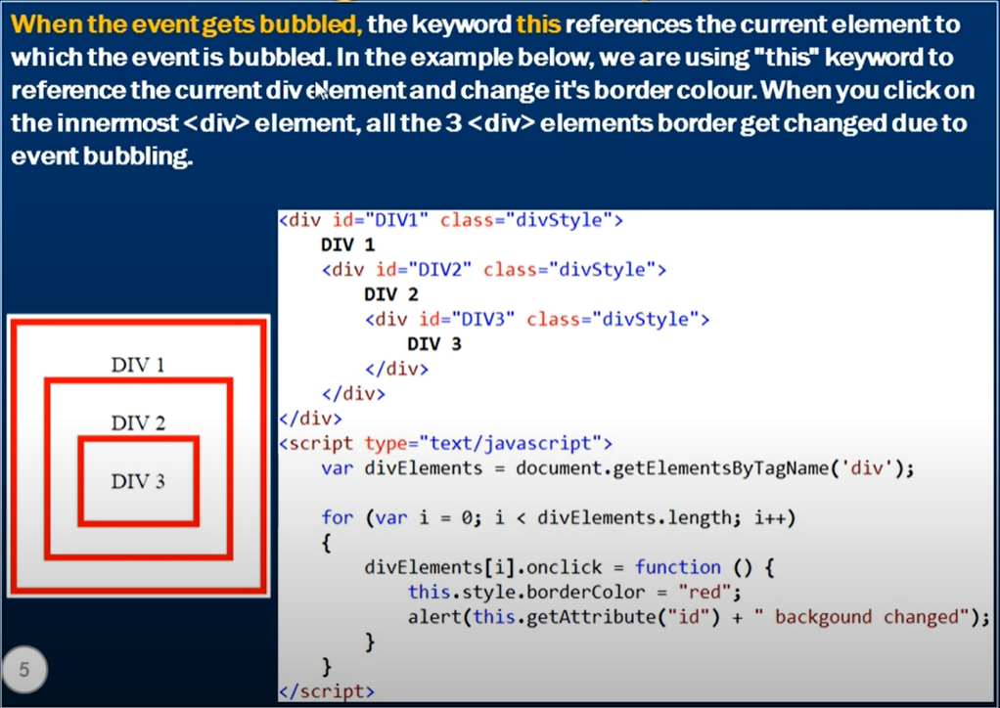 When the event gets bubbled, the keyword this references the current element to
which the event is bubbled. In the example below, we are using "this" keyword to
reference the current div element and change it's border colour. When you click on
the innermost <div> element, all the 3 <div> elements border get changed due to
event bubbling.
DIV 1
DIV 2
DIV 3
<div id="DIV1" class="divStyle">
    DIV 1
    <div id="DIV2" class="divStyle">
        DIV 2
        <div id="DIV3" class="divStyle">
            DIV 3
        </div>
    </div>
</div>
<script type="text/javascript">
    var divElements = document.getElementsByTagName('div');
    for (var i = 0; i < divElements.length; i++)
    {
        divElements[i].onclick = function () {
            this.style.borderColor = "red";
            alert(this.getAttribute("id") + " backgound changed");
        }
    }
</script>
5